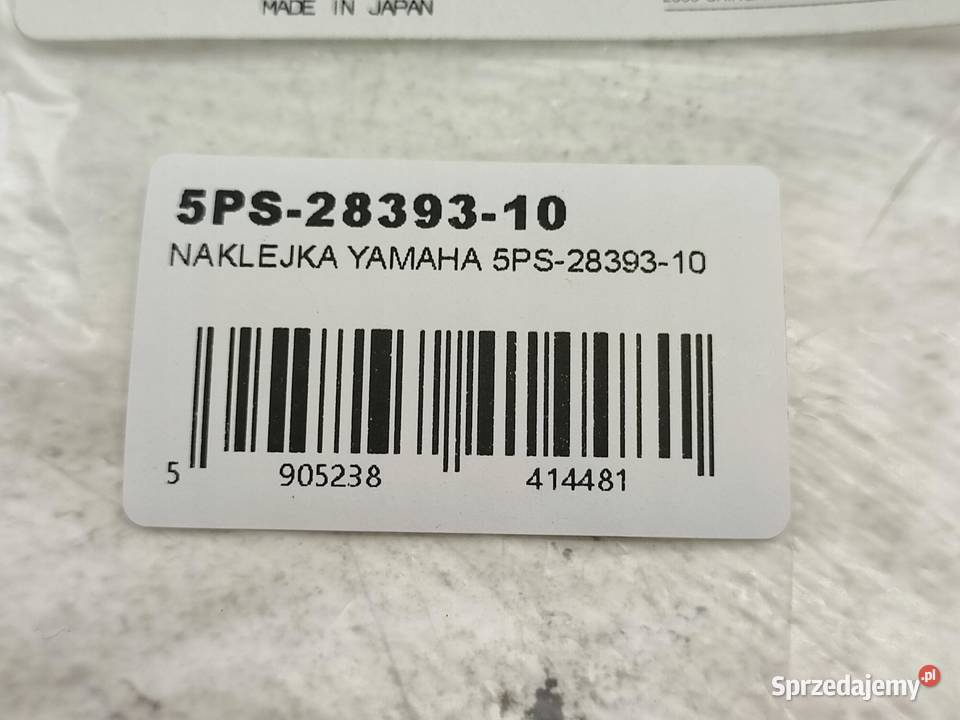 MADE IN JAPAN
5PS-28393-10
NAKLEJKA YAMAHA 5PS-28393-10
5 905238 414481
Sprzedajemy.pl